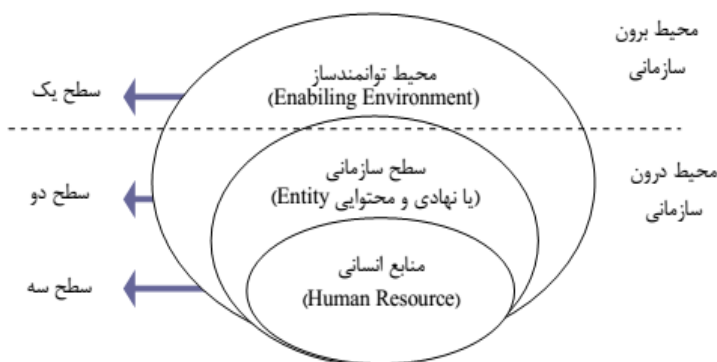 محیط برون
سازمانی
محیط توانمندساز
(Enabiling Environment)
سطح یک
محیط درون
سازمانی
سطح سازمانی
(یا نهادی و محتوایی Entity)
سطح دو
منابع انسانی
(Human Resource)
سطح سه